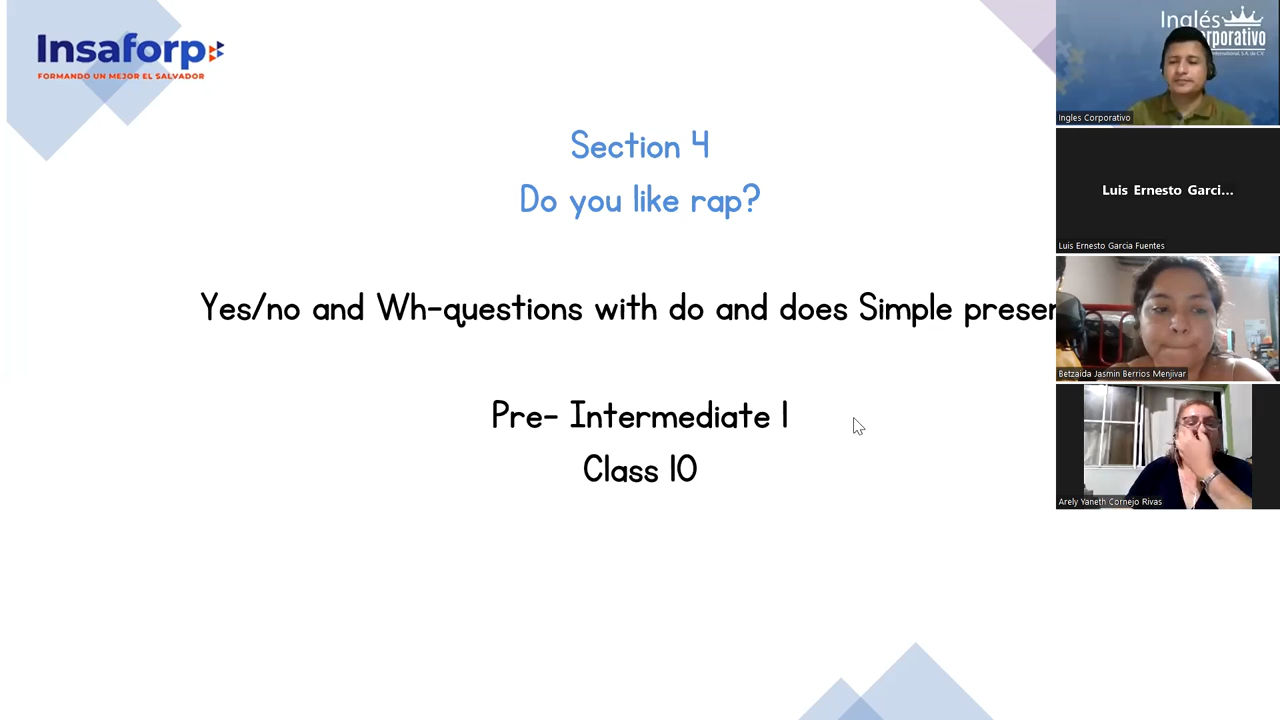 Insaforp
FORMANDO UN MEJOR EL SALVADOR
Section 4
Do you like rap?
Yes/no and Wh-questions with do and does Simple presen
Pre- Intermediate 1
Class 10
Inglés
rporativo
Ingles Corporativo
Luis Ernesto Garci...
Luis Ernesto Garcia Fuentes
Betzaida Jasmin Berrios Menjivar
Arely Yaneth Cornejo Rivas